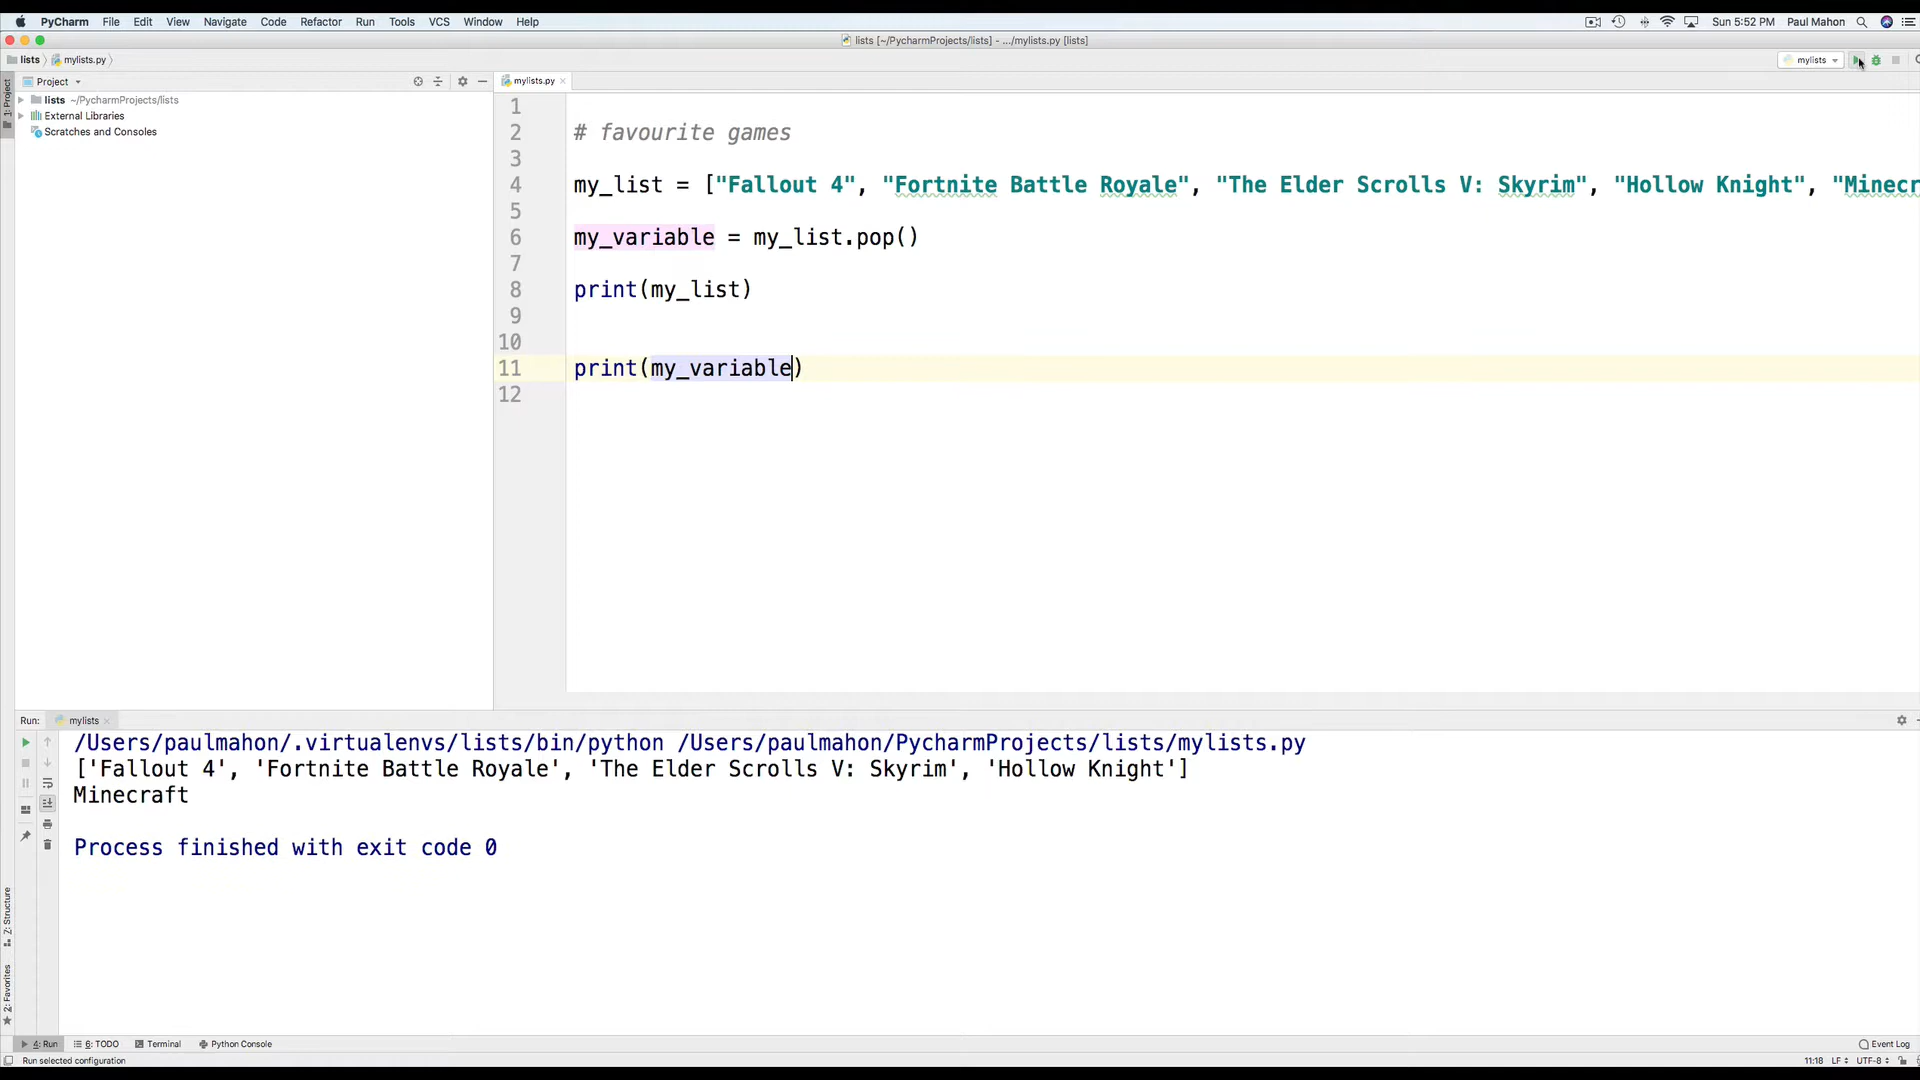 PyCharm File Edit View Navigate Code Refactor Run Tools VCS Window Help Sun 5:52 PM Paul Mahon
lists [~/PycharmProjects/lists] - .../mylists.py [lists]
lists mylists.py mylists
Project mylists.py
1: Project
lists ~/PycharmProjects/lists
External Libraries
Scratches and Consoles
1
2 # favourite games
3
4 my_list = ["Fallout 4", "Fortnite Battle Royale", "The Elder Scrolls V: Skyrim", "Hollow Knight", "Minecr
5
6 my_variable = my_list.pop()
7
8 print(my_list)
9
10
11 print(my_variable)
12
Run: mylists
/Users/paulmahon/.virtualenvs/lists/bin/python /Users/paulmahon/PycharmProjects/lists/mylists.py
['Fallout 4', 'Fortnite Battle Royale', 'The Elder Scrolls V: Skyrim', 'Hollow Knight']
Minecraft
Process finished with exit code 0
7: Structure
2: Favorites
4: Run 6: TODO Terminal Python Console Event Log
Run selected configuration 11:18 LF UTF-8